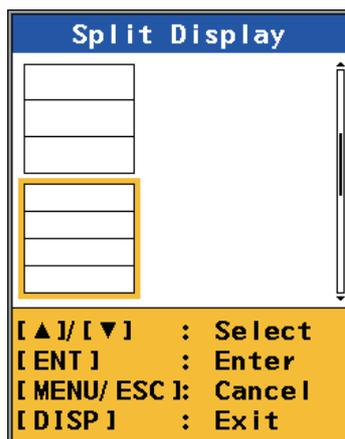 Split Display
[▲]/[▼] : Select
[ENT] : Enter
[MENU/ESC]: Cancel
[DISP] : Exit